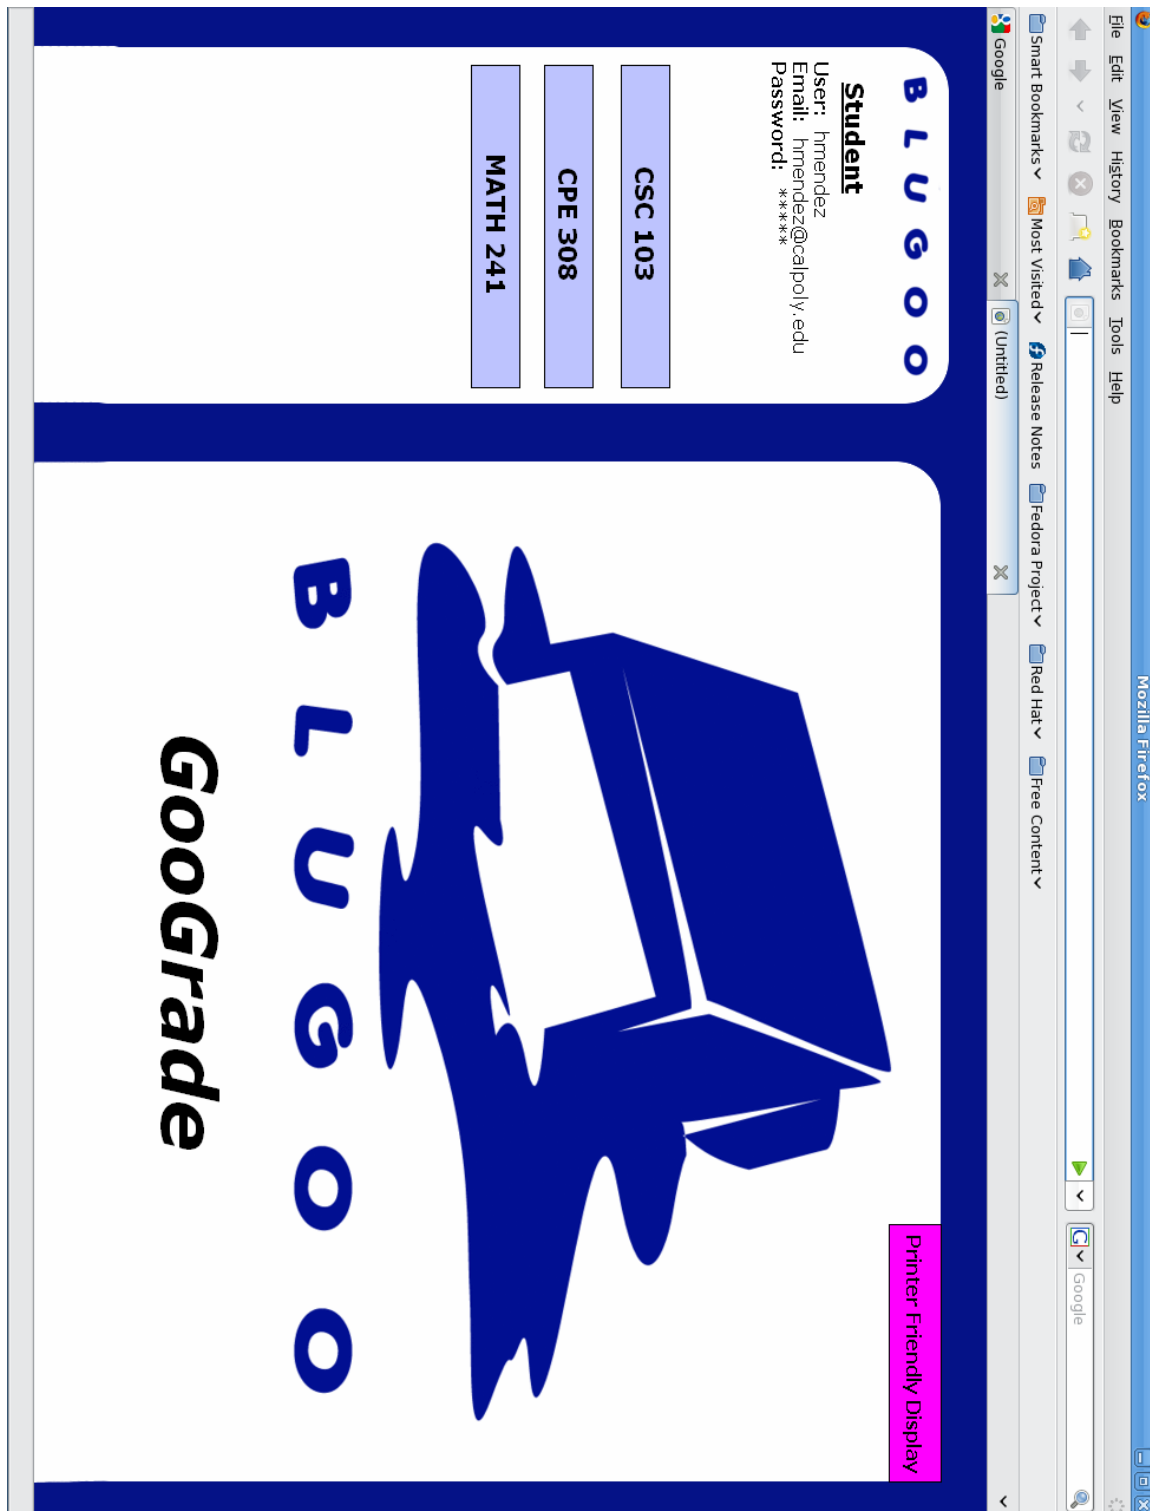 Mozilla Firefox
File Edit View History Bookmarks Tools Help
Google
Smart Bookmarks Most Visited Release Notes Fedora Project Red Hat Free Content
Google (Untitled)
BLUGOO
Student
User: hmendez
Email: hmendez@calpoly.edu
Password: *****
CSC 103
CPE 308
MATH 241
Printer Friendly Display
BLUGOO
GooGrade